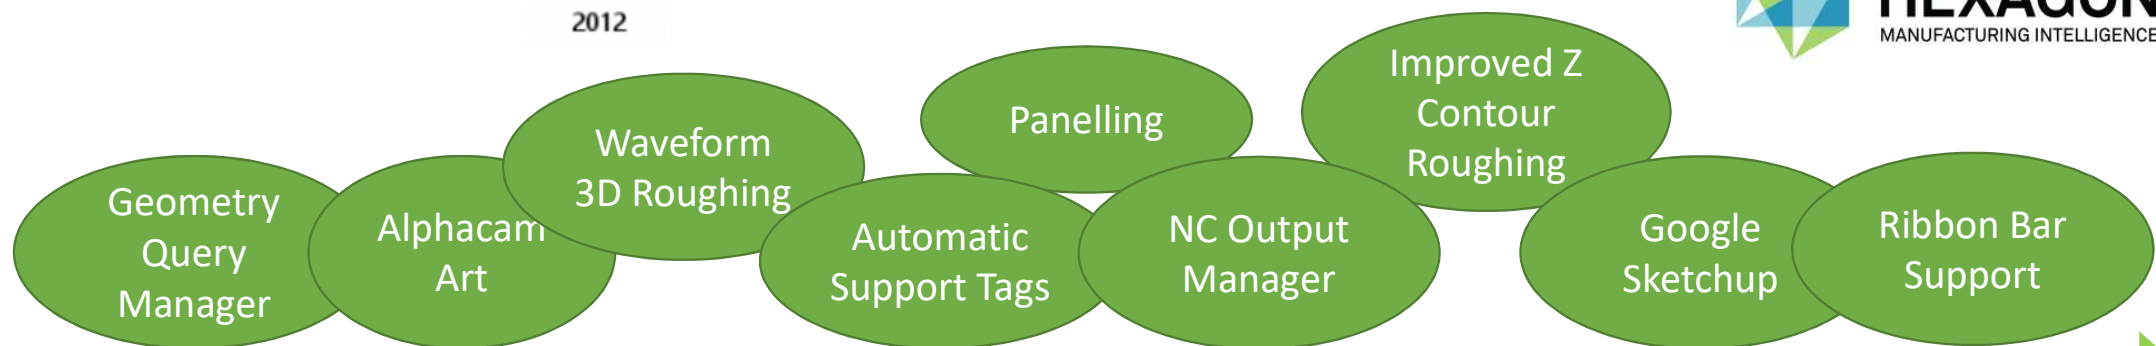 2012
HEXAGON
MANUFACTURING INTELLIGENCE
Geometry
Query
Manager
Alphacam
Art
Waveform
3D Roughing
Automatic
Support Tags
Panelling
NC Output
Manager
Improved Z
Contour
Roughing
Google
Sketchup
Ribbon Bar
Support